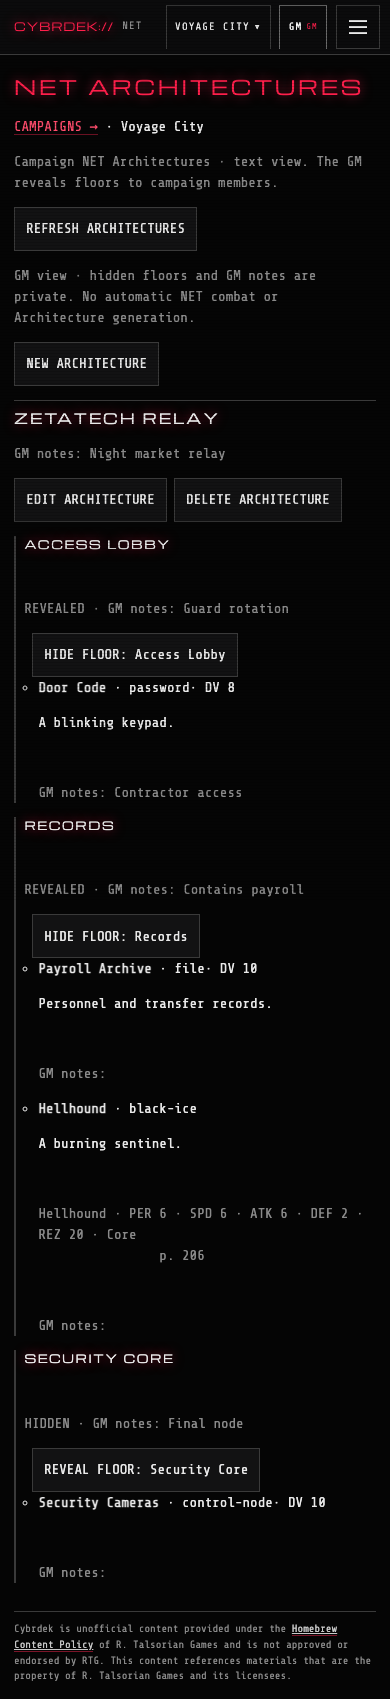 CYBRDEK:// NET VOYAGE CITY ▾ GM GM
NET ARCHITECTURES
CAMPAIGNS → · Voyage City
Campaign NET Architectures · text view. The GM
reveals floors to campaign members.
REFRESH ARCHITECTURES
GM view · hidden floors and GM notes are
private. No automatic NET combat or
Architecture generation.
NEW ARCHITECTURE
ZETATECH RELAY
GM notes: Night market relay
EDIT ARCHITECTURE DELETE ARCHITECTURE
ACCESS LOBBY
REVEALED · GM notes: Guard rotation
HIDE FLOOR: Access Lobby
Door Code · password· DV 8
A blinking keypad.
GM notes: Contractor access
RECORDS
REVEALED · GM notes: Contains payroll
HIDE FLOOR: Records
Payroll Archive · file· DV 10
Personnel and transfer records.
GM notes:
Hellhound · black-ice
A burning sentinel.
Hellhound · PER 6 · SPD 6 · ATK 6 · DEF 2 ·
REZ 20 · Core
p. 206
GM notes:
SECURITY CORE
HIDDEN · GM notes: Final node
REVEAL FLOOR: Security Core
Security Cameras · control-node· DV 10
GM notes:
Cybrdek is unofficial content provided under the Homebrew
Content Policy of R. Talsorian Games and is not approved or
endorsed by RTG. This content references materials that are the
property of R. Talsorian Games and its licensees.